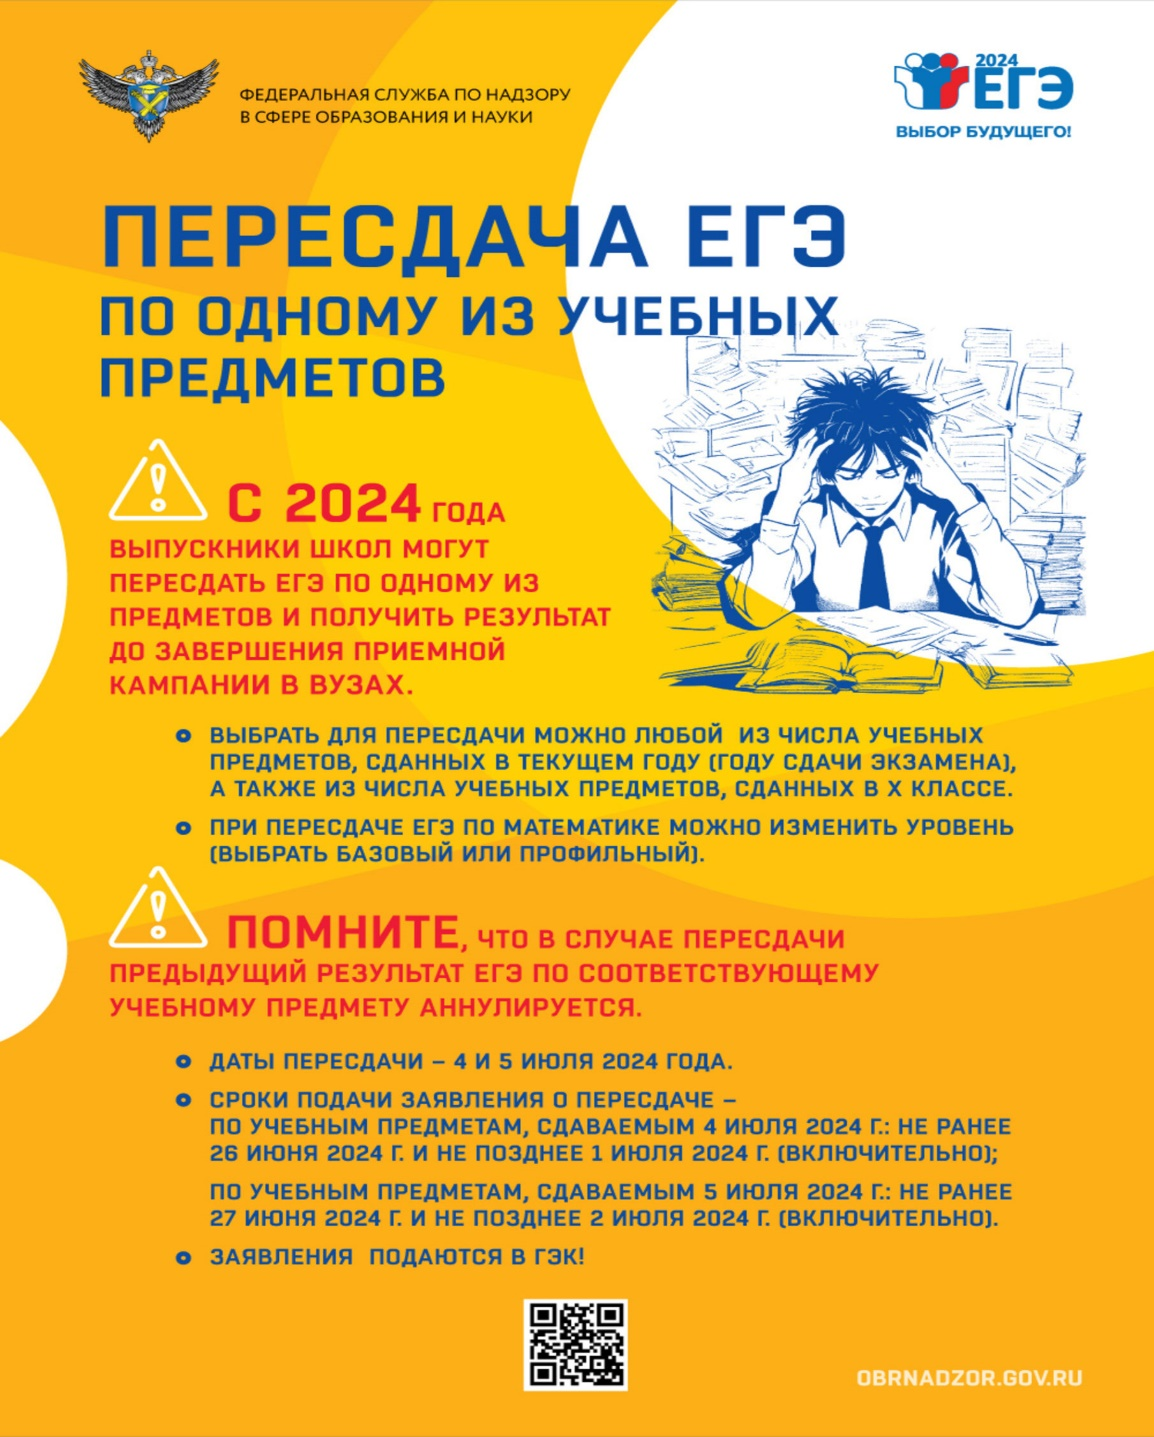 ФЕДЕРАЛЬНАЯ СЛУЖБА ПО НАДЗОРУ
В СФЕРЕ ОБРАЗОВАНИЯ И НАУКИ
2024
ЕГЭ
ВЫБОР БУДУЩЕГО!
ПЕРЕСДАЧА ЕГЭ
ПО ОДНОМУ ИЗ УЧЕБНЫХ
ПРЕДМЕТОВ
С 2024 ГОДА
ВЫПУСКНИКИ ШКОЛ МОГУТ
ПЕРЕСДАТЬ ЕГЭ ПО ОДНОМУ ИЗ
ПРЕДМЕТОВ И ПОЛУЧИТЬ РЕЗУЛЬТАТ
ДО ЗАВЕРШЕНИЯ ПРИЕМНОЙ
КАМПАНИИ В ВУЗАХ.
ВЫБРАТЬ ДЛЯ ПЕРЕСДАЧИ МОЖНО ЛЮБОЙ ИЗ ЧИСЛА УЧЕБНЫХ
ПРЕДМЕТОВ, СДАННЫХ В ТЕКУЩЕМ ГОДУ (ГОДУ СДАЧИ ЭКЗАМЕНА),
А ТАКЖЕ ИЗ ЧИСЛА УЧЕБНЫХ ПРЕДМЕТОВ, СДАННЫХ В X КЛАССЕ.
ПРИ ПЕРЕСДАЧЕ ЕГЭ ПО МАТЕМАТИКЕ МОЖНО ИЗМЕНИТЬ УРОВЕНЬ
(ВЫБРАТЬ БАЗОВЫЙ ИЛИ ПРОФИЛЬНЫЙ).
ПОМНИТЕ, ЧТО В СЛУЧАЕ ПЕРЕСДАЧИ
ПРЕДЫДУЩИЙ РЕЗУЛЬТАТ ЕГЭ ПО СООТВЕТСТВУЮЩЕМУ
УЧЕБНОМУ ПРЕДМЕТУ АННУЛИРУЕТСЯ.
ДАТЫ ПЕРЕСДАЧИ – 4 И 5 ИЮЛЯ 2024 ГОДА.
СРОКИ ПОДАЧИ ЗАЯВЛЕНИЯ О ПЕРЕСДАЧЕ –
ПО УЧЕБНЫМ ПРЕДМЕТАМ, СДАВАЕМЫМ 4 ИЮЛЯ 2024 Г.: НЕ РАНЕЕ
26 ИЮНЯ 2024 Г. И НЕ ПОЗДНЕЕ 1 ИЮЛЯ 2024 Г. (ВКЛЮЧИТЕЛЬНО);
ПО УЧЕБНЫМ ПРЕДМЕТАМ, СДАВАЕМЫМ 5 ИЮЛЯ 2024 Г.: НЕ РАНЕЕ
27 ИЮНЯ 2024 Г. И НЕ ПОЗДНЕЕ 2 ИЮЛЯ 2024 Г. (ВКЛЮЧИТЕЛЬНО).
ЗАЯВЛЕНИЯ ПОДАЮТСЯ В ГЭК!
OBRNADZOR.GOV.RU